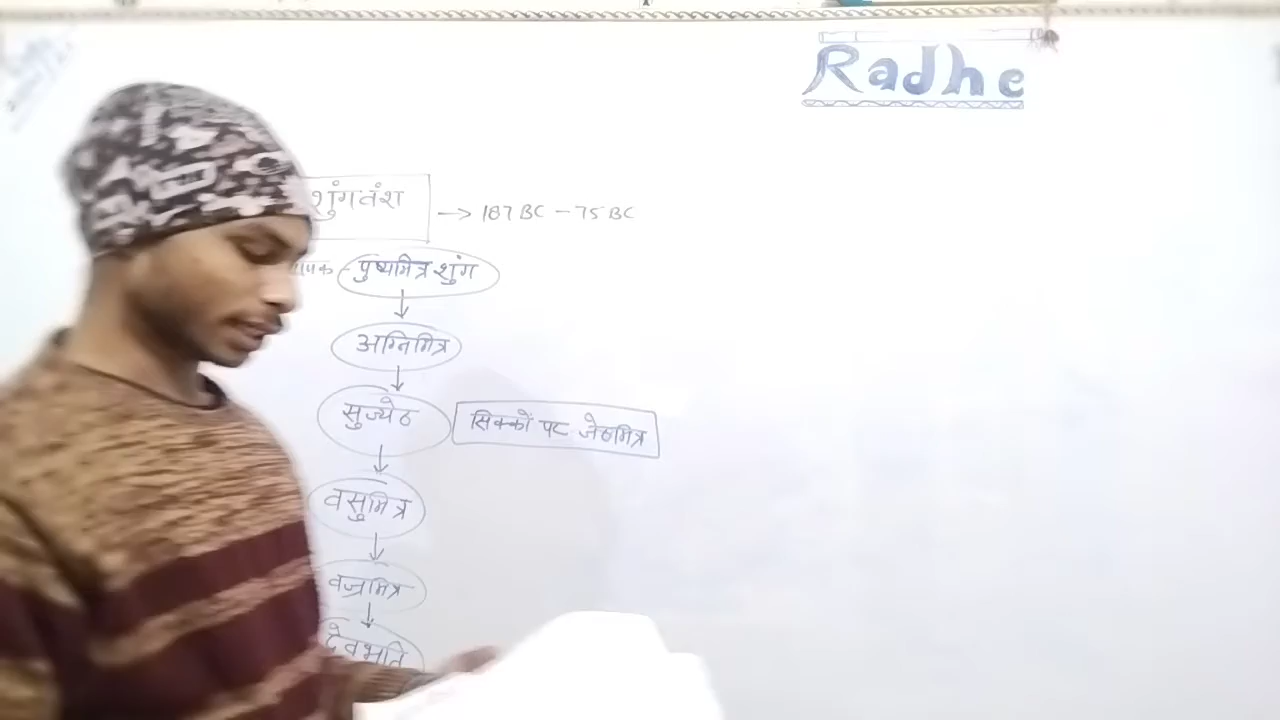 Radhe
शुंगवंश → 187 BC - 75 BC
पुष्यमित्र शुंग
अग्निमित्र
सुज्येठ सिक्कों पर जेठमित्र
वसुमित्र
वज्रमित्र
देवभूति